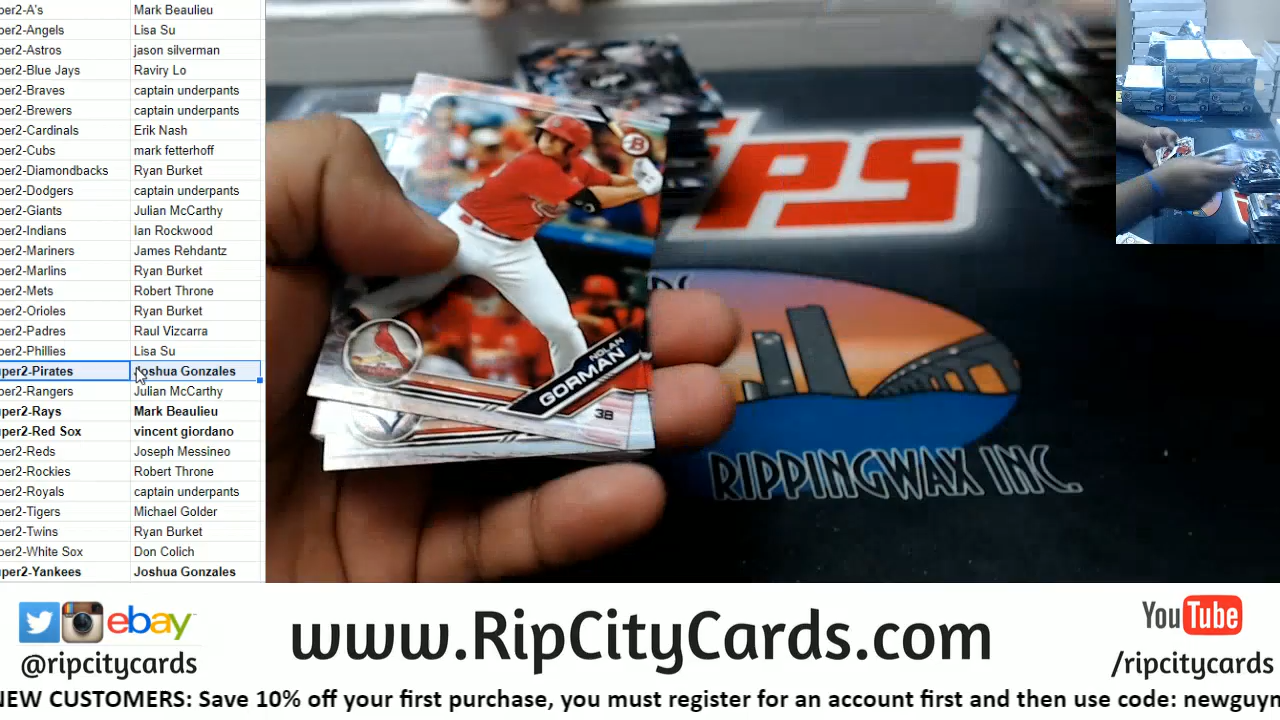 per2-A's Mark Beaulieu
per2-Angels Lisa Su
per2-Astros jason silverman
per2-Blue Jays Raviry Lo
per2-Braves captain underpants
per2-Brewers captain underpants
per2-Cardinals Erik Nash
per2-Cubs mark fetterhoff
per2-Diamondbacks Ryan Burket
per2-Dodgers captain underpants
per2-Giants Julian McCarthy
per2-Indians Ian Rockwood
per2-Mariners James Rehdantz
per2-Marlins Ryan Burket
per2-Mets Robert Throne
per2-Orioles Ryan Burket
per2-Padres Raul Vizcarra
per2-Phillies Lisa Su
uper2-Pirates Joshua Gonzales
per2-Rangers Julian McCarthy
uper2-Rays Mark Beaulieu
uper2-Red Sox vincent giordano
per2-Reds Joseph Messineo
per2-Rockies Robert Throne
per2-Royals captain underpants
per2-Tigers Michael Golder
per2-Twins Ryan Burket
per2-White Sox Don Colich
uper2-Yankees Joshua Gonzales
B
NOLAN
GORMAN
3B
PS
RIPPINGWAX INC.
ebay
@ripcitycards
www.RipCityCards.com
YouTube
/ripcitycards
NEW CUSTOMERS: Save 10% off your first purchase, you must register for an account first and then use code: newguyn